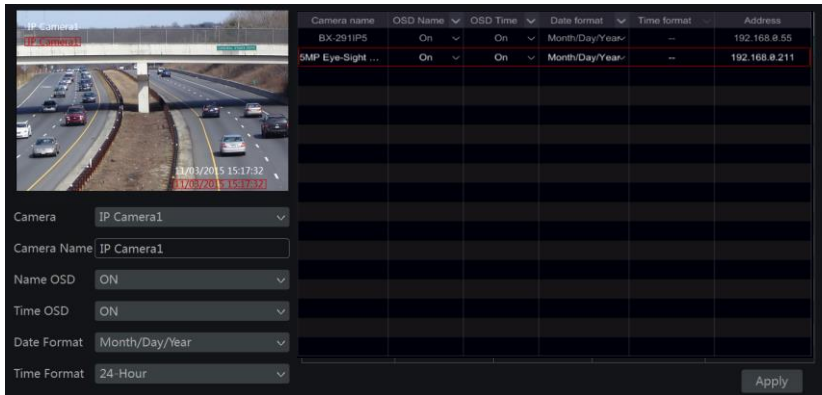 IP Camera1
IP Camera1
11/03/2015 15:17:32
11/03/2015 15:17:32
Camera IP Camera1
Camera Name IP Camera1
Name OSD ON
Time OSD ON
Date Format Month/Day/Year
Time Format 24-Hour
Camera name OSD Name OSD Time Date format Time format Address
BX-291IP5 On On Month/Day/Year -- 192.168.0.55
5MP Eye-Sight ... On On Month/Day/Year -- 192.168.0.211
Apply